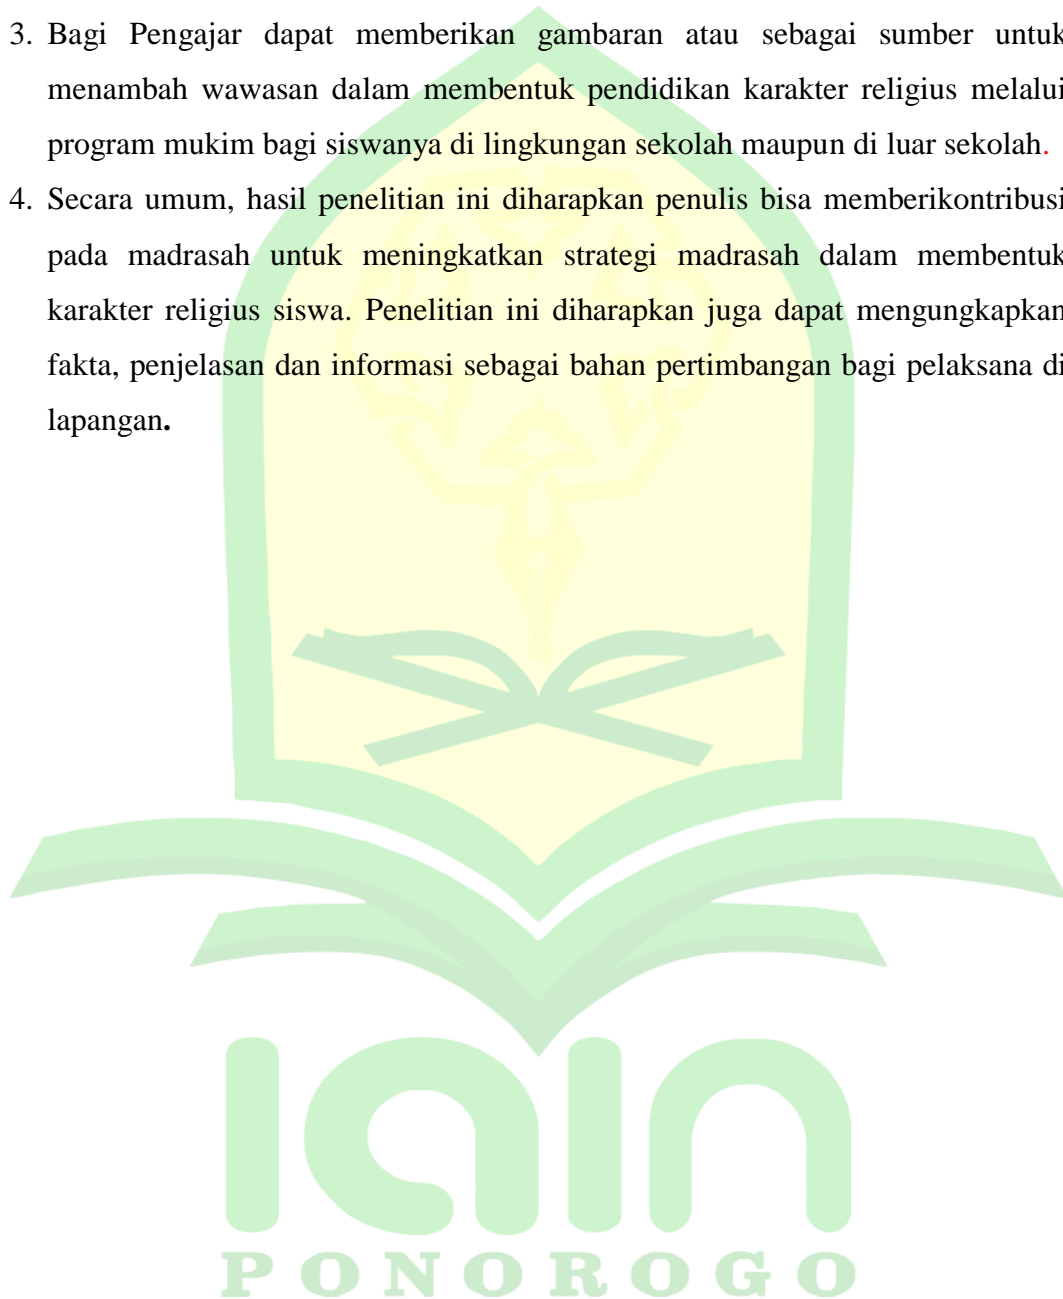 3. Bagi Pengajar dapat memberikan gambaran atau sebagai sumber untuk
menambah wawasan dalam membentuk pendidikan karakter religius melalui
program mukim bagi siswanya di lingkungan sekolah maupun di luar sekolah.
4. Secara umum, hasil penelitian ini diharapkan penulis bisa memberikontribusi
pada madrasah untuk meningkatkan strategi madrasah dalam membentuk
karakter religius siswa. Penelitian ini diharapkan juga dapat mengungkapkan
fakta, penjelasan dan informasi sebagai bahan pertimbangan bagi pelaksana di
lapangan.
iain
PONOROGO